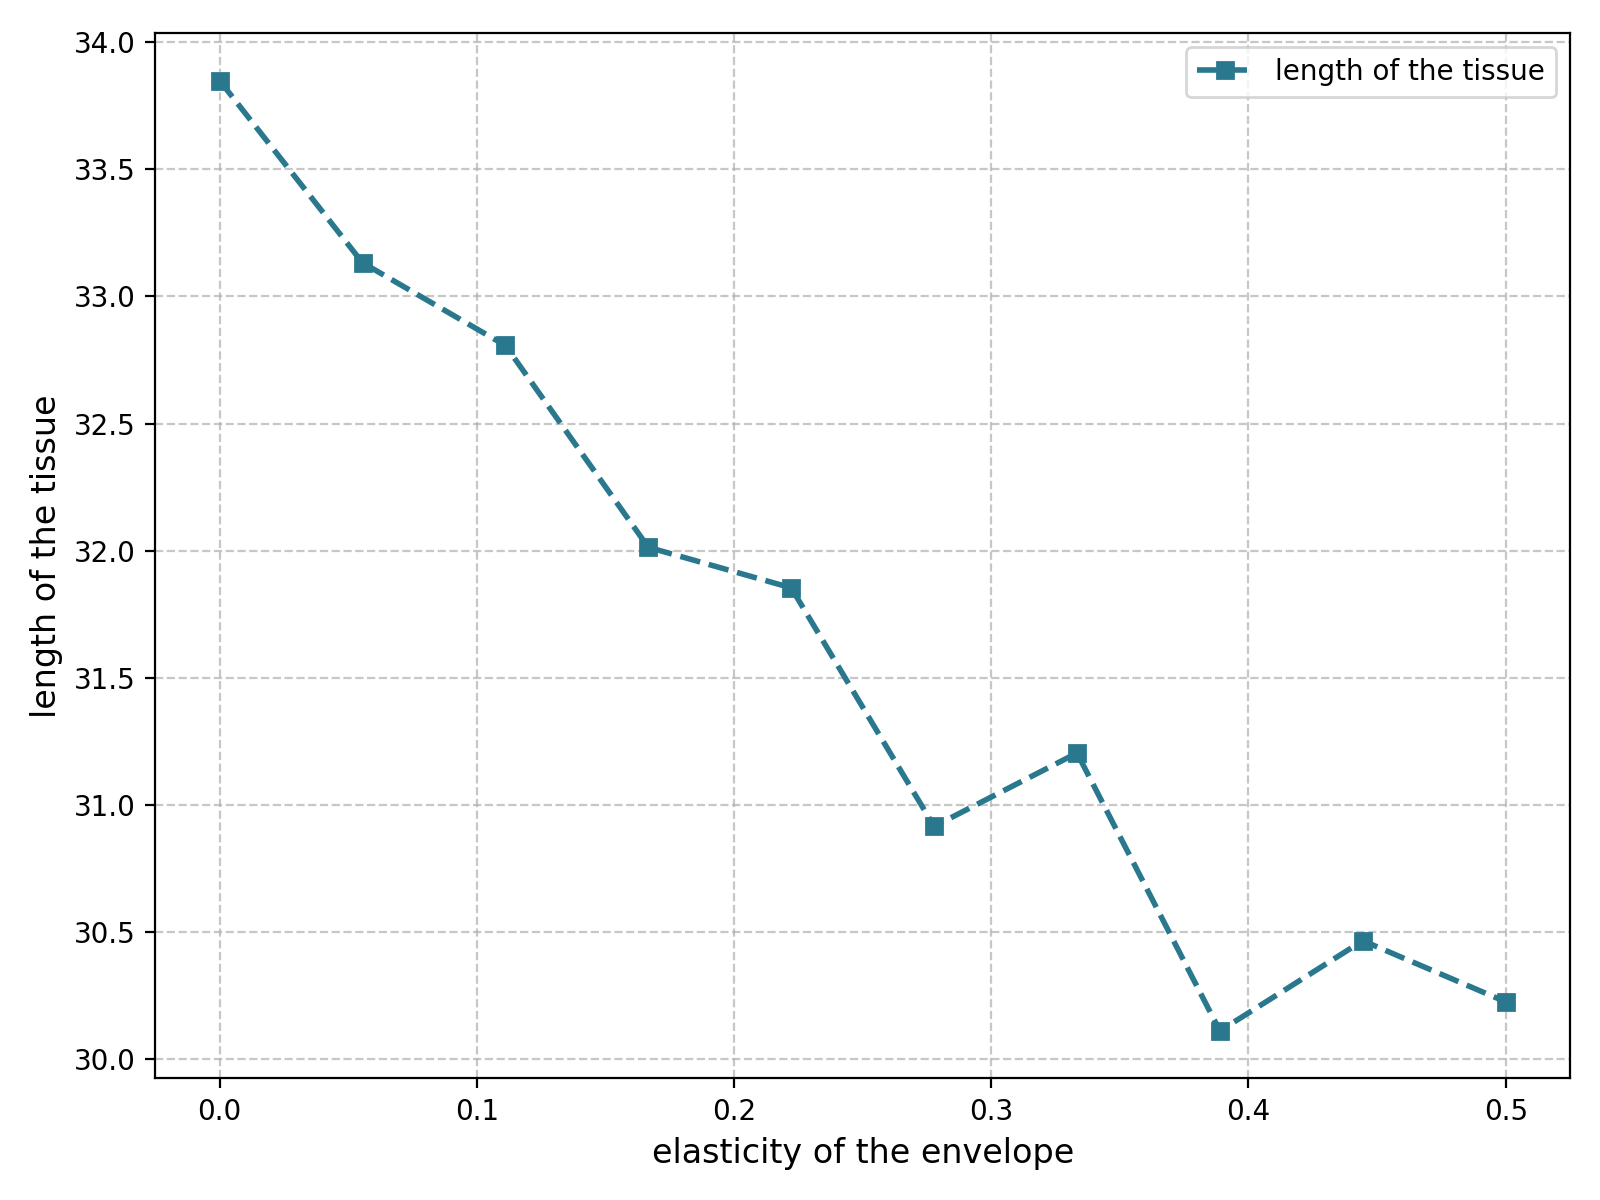 34.0
33.5
33.0
32.5
32.0
31.5
31.0
30.5
30.0
length of the tissue
length of the tissue
0.0 0.1 0.2 0.3 0.4 0.5
elasticity of the envelope